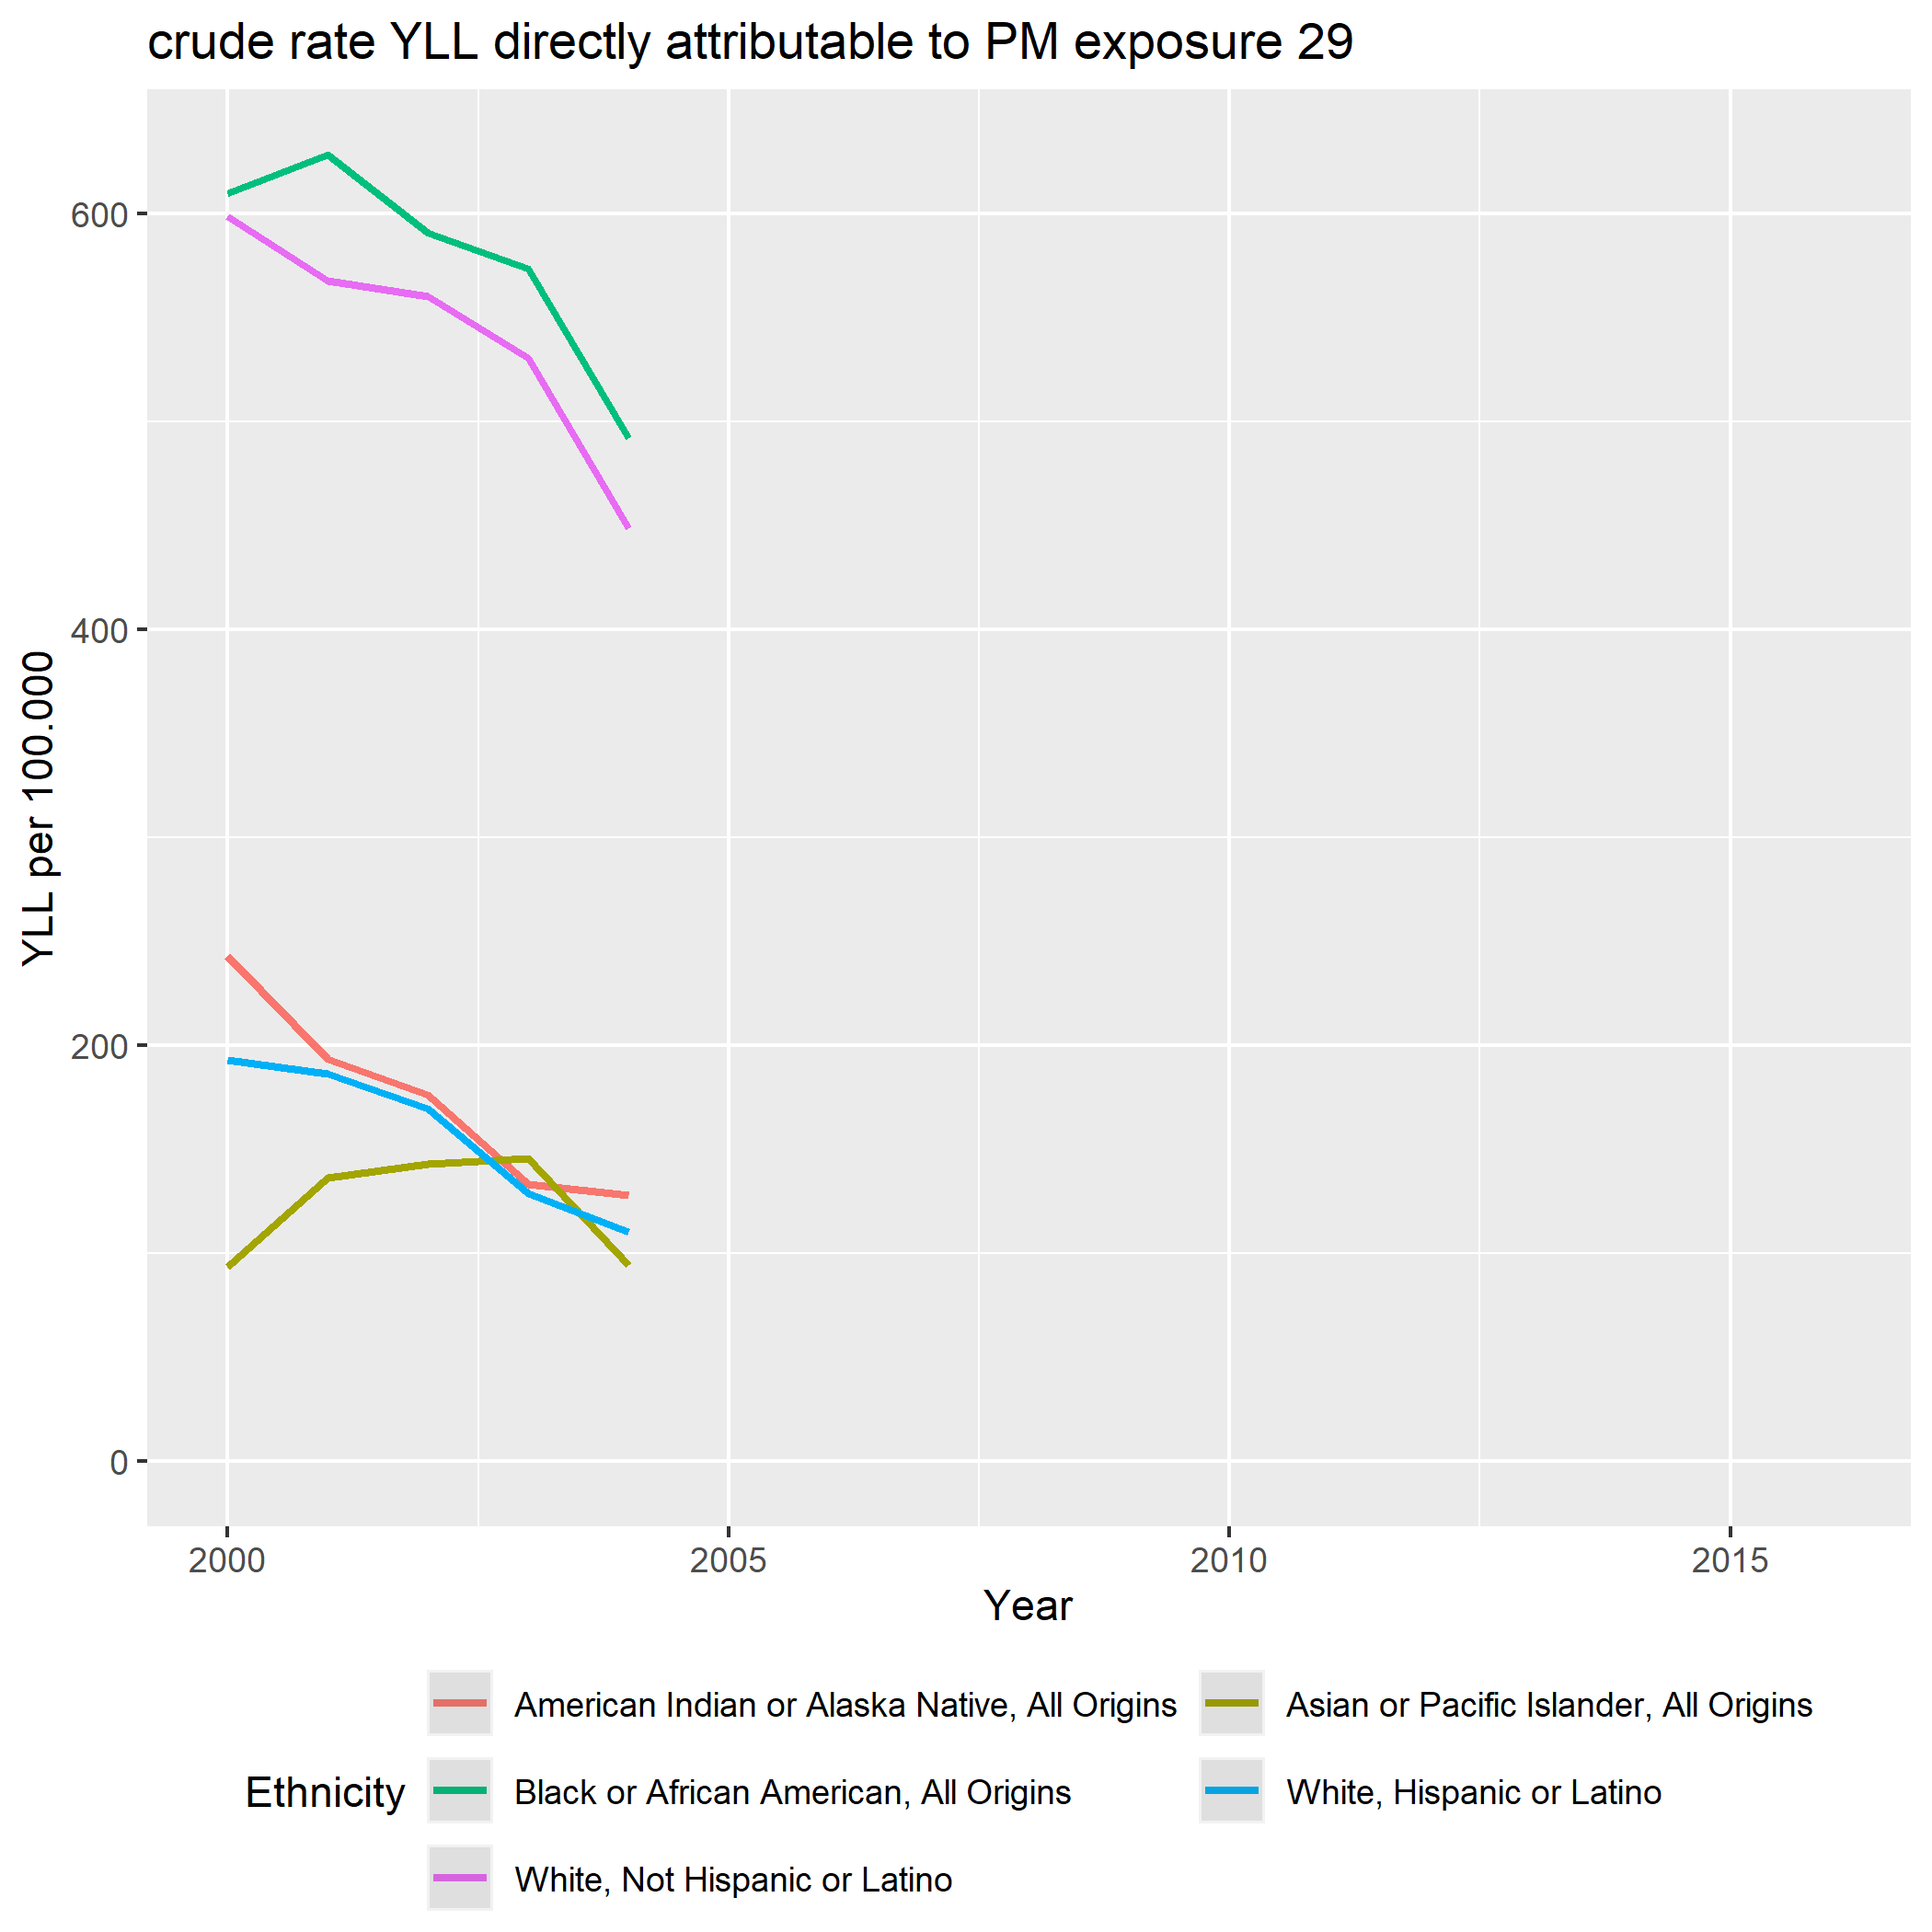 crude rate YLL directly attributable to PM exposure 29
YLL per 100.000
600
400
200
0
2000 2005 2010 2015
Year
Ethnicity
American Indian or Alaska Native, All Origins
Asian or Pacific Islander, All Origins
Black or African American, All Origins
White, Hispanic or Latino
White, Not Hispanic or Latino